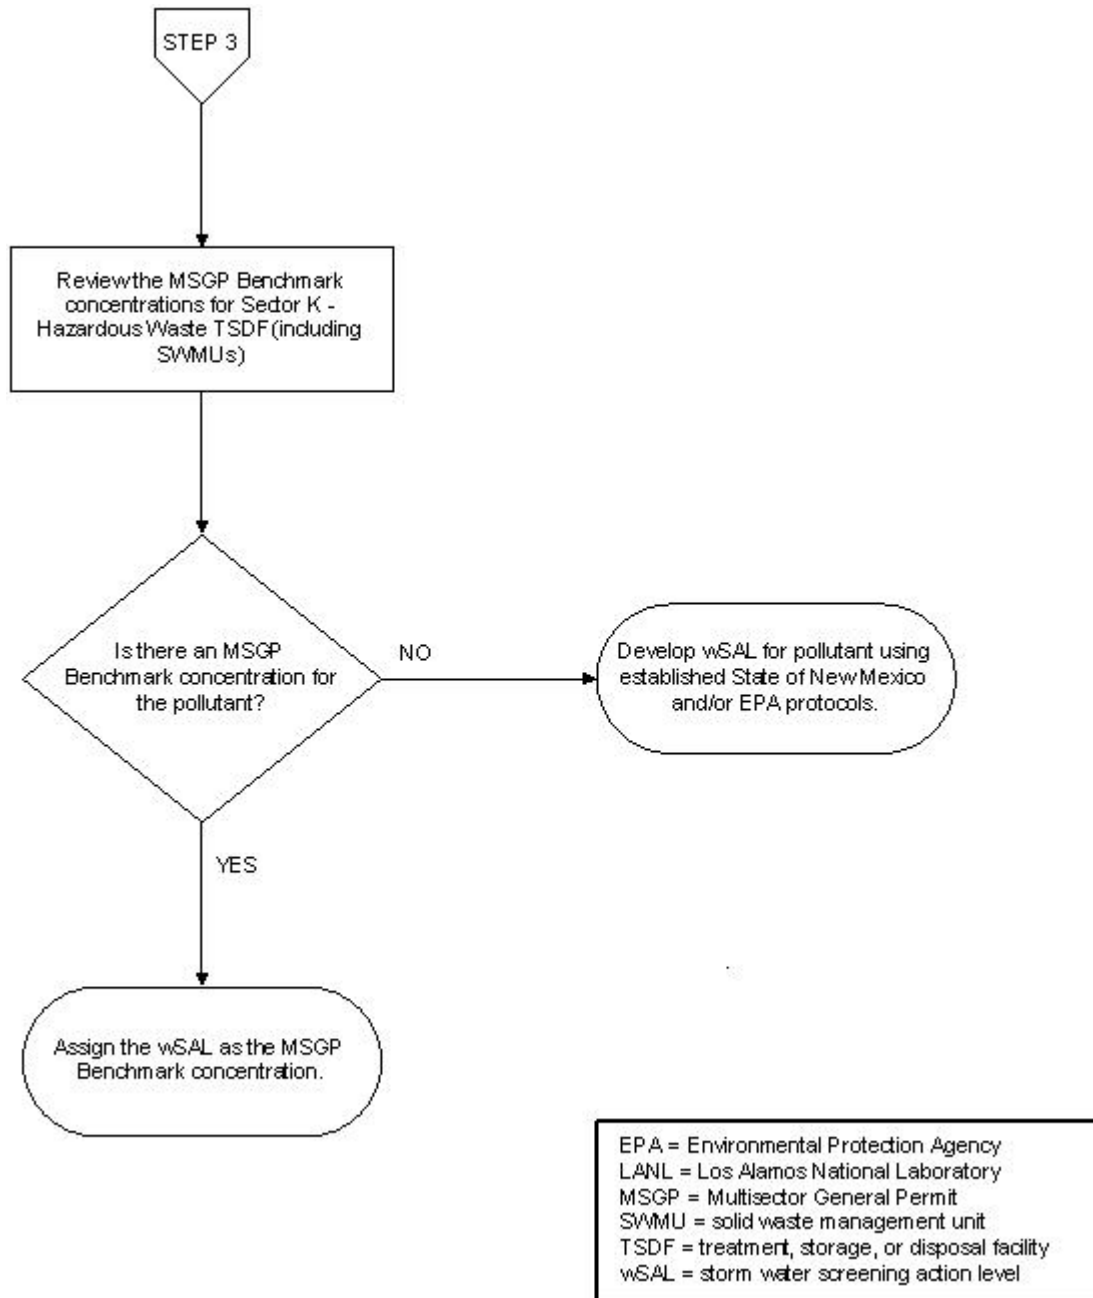 STEP 3
Review the MSGP Benchmark
concentrations for Sector K -
Hazardous Waste TSDF (including
SWMUs)
Is there an MSGP
Benchmark concentration for
the pollutant?
NO
Develop wSAL for pollutant using
established State of New Mexico
and/or EPA protocols.
YES
Assign the wSAL as the MSGP
Benchmark concentration.
EPA = Environmental Protection Agency
LANL = Los Alamos National Laboratory
MSGP = Multisector General Permit
SWMU = solid waste management unit
TSDF = treatment, storage, or disposal facility
wSAL = storm water screening action level